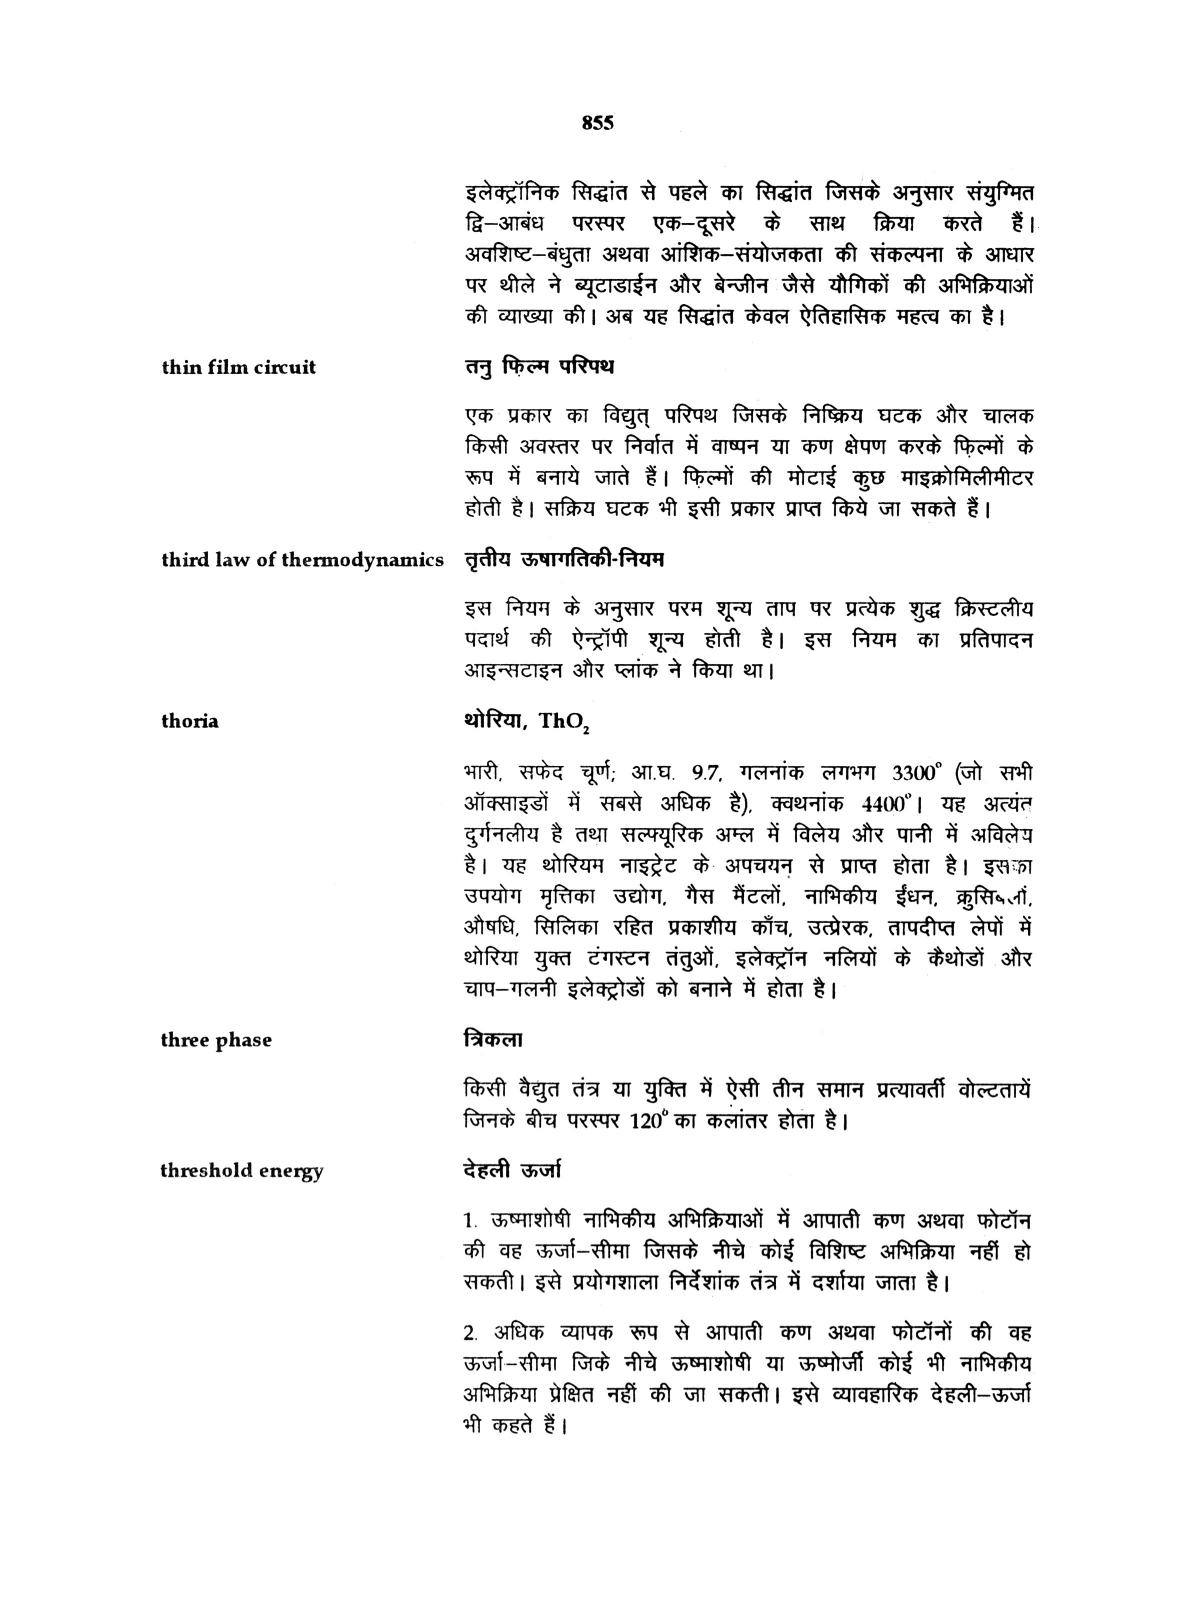 855
इलेक्ट्रॉनिक सिद्धांत से पहले का सिद्धांत जिसके अनुसार संयुग्मित
द्वि–आबंध परस्पर एक–दूसरे के साथ क्रिया करते हैं।
अवशिष्ट–बंधुता अथवा आंशिक–संयोजकता की संकल्पना के आधार
पर थीले ने ब्यूटाडाईन और बेन्जीन जैसे यौगिकों की अभिक्रियाओं
की व्याख्या की। अब यह सिद्धांत केवल ऐतिहासिक महत्व का है।
thin film circuit तनु फ़िल्म परिपथ
एक प्रकार का विद्युत् परिपथ जिसके निष्क्रिय घटक और चालक
किसी अवस्तर पर निर्वात में वाष्पन या कण क्षेपण करके फ़िल्मों के
रूप में बनाये जाते हैं। फ़िल्मों की मोटाई कुछ माइक्रोमिलीमीटर
होती है। सक्रिय घटक भी इसी प्रकार प्राप्त किये जा सकते हैं।
third law of thermodynamics तृतीय ऊषागतिकी-नियम
इस नियम के अनुसार परम शून्य ताप पर प्रत्येक शुद्ध क्रिस्टलीय
पदार्थ की ऐन्ट्रॉपी शून्य होती है। इस नियम का प्रतिपादन
आइन्सटाइन और प्लांक ने किया था।
thoria थोरिया, ThO₂
भारी, सफेद चूर्ण; आ.घ. 9.7, गलनांक लगभग 3300° (जो सभी
ऑक्साइडों में सबसे अधिक है), क्वथनांक 4400°। यह अत्यंत
दुर्गनलीय है तथा सल्फ्यूरिक अम्ल में विलेय और पानी में अविलेय
है। यह थोरियम नाइट्रेट के अपचयन से प्राप्त होता है। इसका
उपयोग मृत्तिका उद्योग, गैस मैंटलों, नाभिकीय ईंधन,
औषधि, सिलिका रहित प्रकाशीय काँच, उत्प्रेरक, तापदीप्त लेपों में
थोरिया युक्त टंगस्टन तंतुओं, इलेक्ट्रॉन नलियों के कैथोडों और
चाप–गलनी इलेक्ट्रोडों को बनाने में होता है।
three phase त्रिकला
किसी वैद्युत तंत्र या युक्ति में ऐसी तीन समान प्रत्यावर्ती वोल्टतायें
जिनके बीच परस्पर 120° का कलांतर होता है।
threshold energy देहली ऊर्जा
1. ऊष्माशोषी नाभिकीय अभिक्रियाओं में आपाती कण अथवा फोटॉन
की वह ऊर्जा–सीमा जिसके नीचे कोई विशिष्ट अभिक्रिया नहीं हो
सकती। इसे प्रयोगशाला निर्देशांक तंत्र में दर्शाया जाता है।
2. अधिक व्यापक रूप से आपाती कण अथवा फोटॉनों की वह
ऊर्जा–सीमा जिके नीचे ऊष्माशोषी या ऊष्मोर्जी कोई भी नाभिकीय
अभिक्रिया प्रेक्षित नहीं की जा सकती। इसे व्यावहारिक देहली–ऊर्जा
भी कहते हैं।